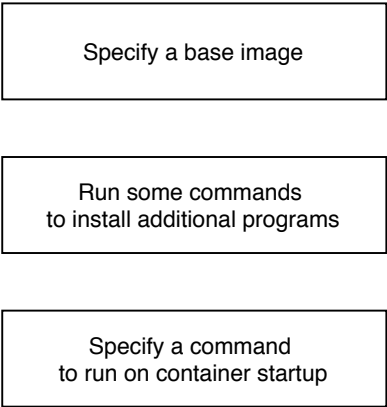 Specify a base image
Run some commands
to install additional programs
Specify a command
to run on container startup